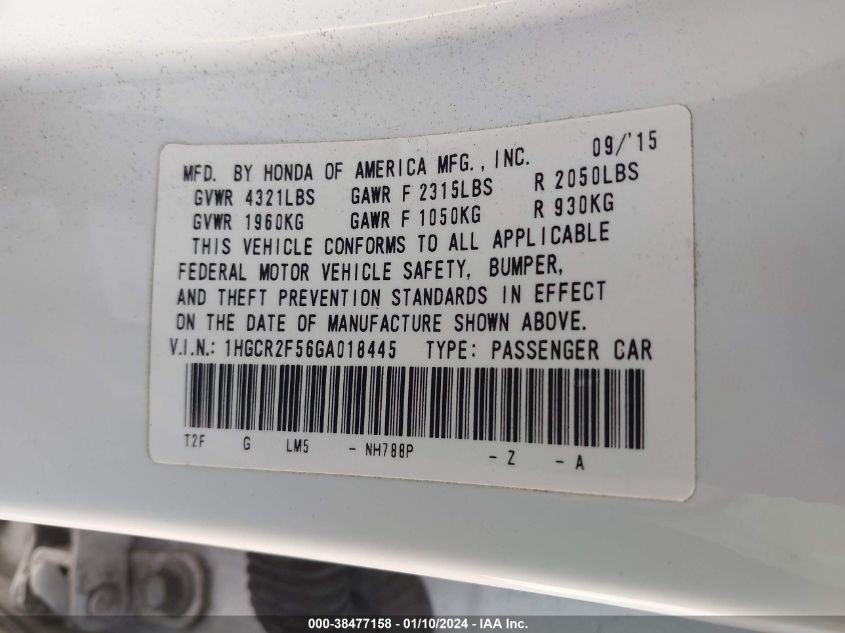 MFD. BY HONDA OF AMERICA MFG., INC. 09/'15
GVWR 4321LBS GAWR F 2315LBS R 2050LBS
GVWR 1960KG GAWR F 1050KG R 930KG
THIS VEHICLE CONFORMS TO ALL APPLICABLE
FEDERAL MOTOR VEHICLE SAFETY, BUMPER,
AND THEFT PREVENTION STANDARDS IN EFFECT
ON THE DATE OF MANUFACTURE SHOWN ABOVE.
V.I.N.: 1HGCR2F56GA018445 TYPE: PASSENGER CAR
T2F G LM5 - NH788P - Z - A
000-38477158 - 01/10/2024 - IAA Inc.